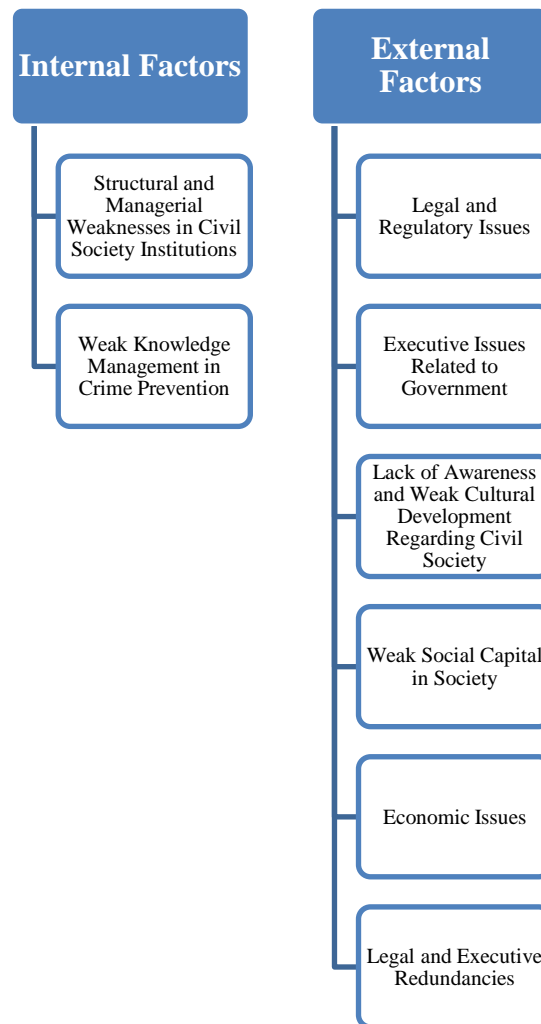 Internal Factors
Structural and
Managerial
Weaknesses in Civil
Society Institutions
Weak Knowledge
Management in
Crime Prevention
External
Factors
Legal and
Regulatory Issues
Executive Issues
Related to
Government
Lack of Awareness
and Weak Cultural
Development
Regarding Civil
Society
Weak Social Capital
in Society
Economic Issues
Legal and Executive
Redundancies